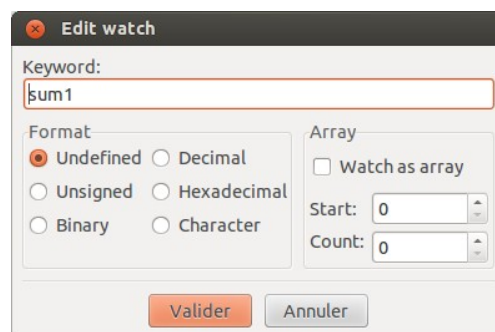 Edit watch
Keyword:
sum1
Format
Array
Undefined Decimal
Watch as array
Unsigned Hexadecimal
Start: 0
Binary Character
Count: 0
Valider Annuler